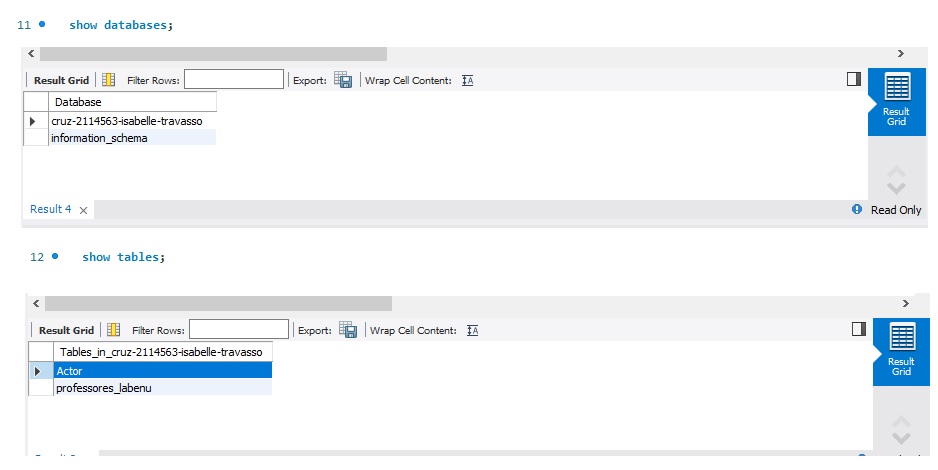 11 show databases;
Result Grid Filter Rows: Export: Wrap Cell Content: IA
Database
cruz-2114563-isabelle-travasso
information_schema
Result Grid
Result 4 × Read Only
12 show tables;
Result Grid Filter Rows: Export: Wrap Cell Content: IA
Tables_in_cruz-2114563-isabelle-travasso
Actor
professores_labenu
Result Grid